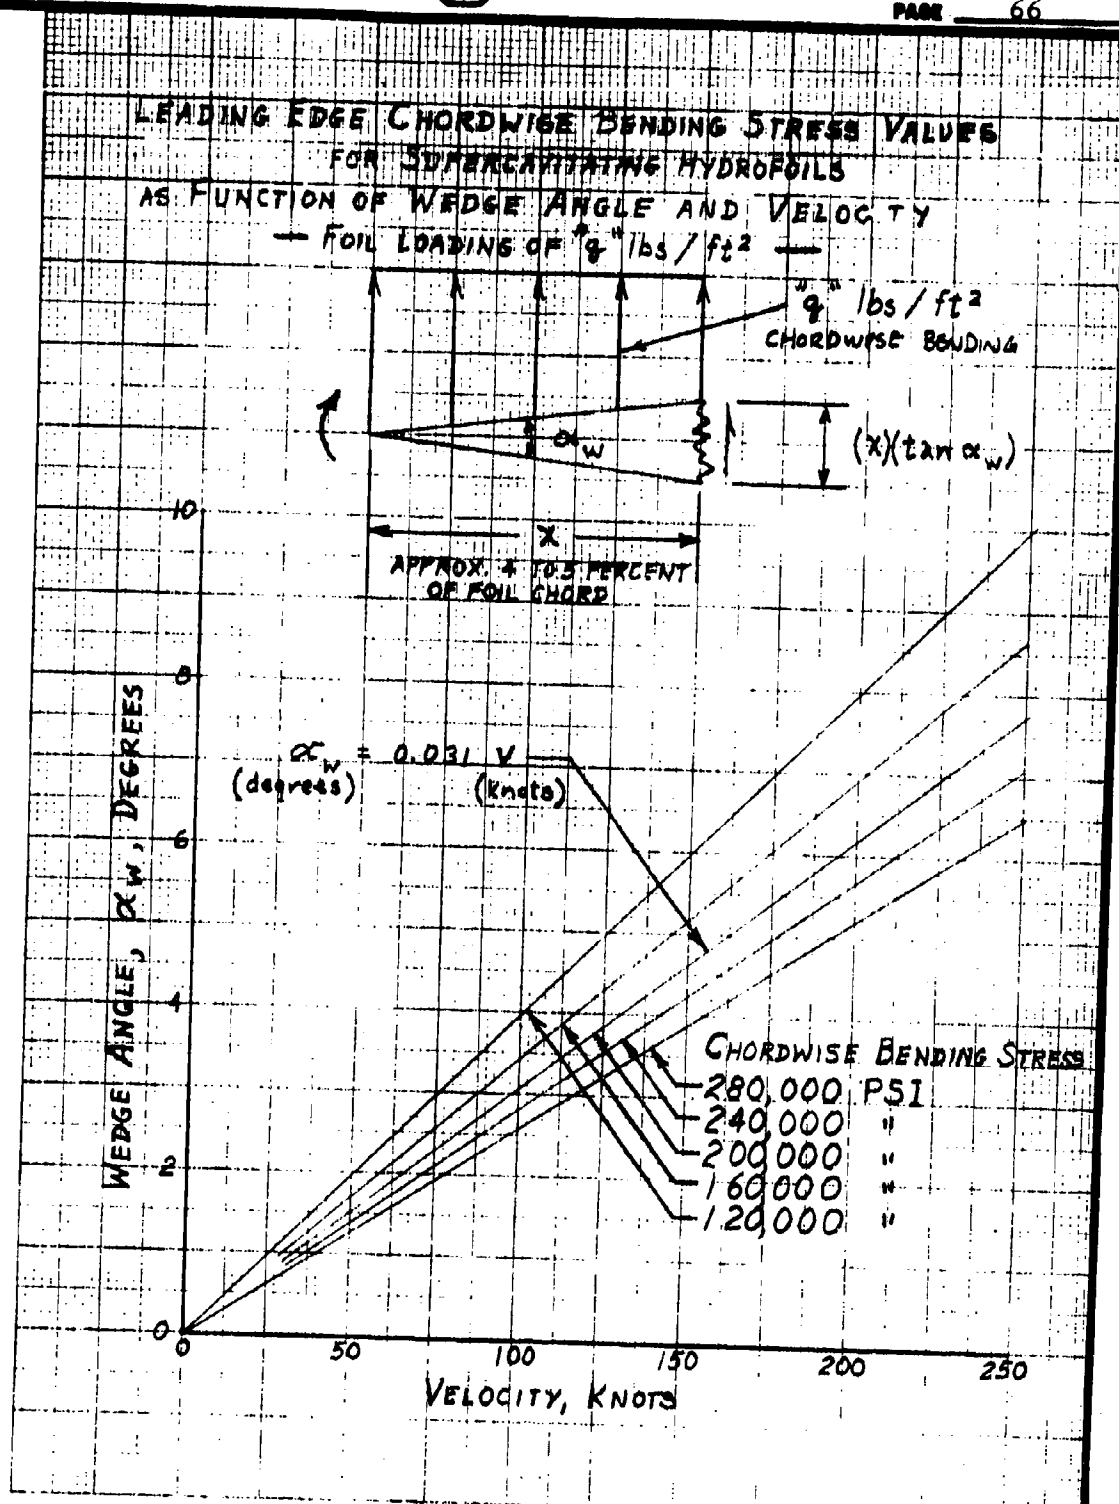 PAGE 66
LEADING EDGE CHORDWISE BENDING STRESS VALUES
FOR SUPERCAVITATING HYDROFOILS
AS FUNCTION OF WEDGE ANGLE AND VELOCITY
— FOIL LOADING OF "q" lbs / ft² —
"q" lbs / ft²
CHORDWISE BENDING
αw
(x)(tan αw)
x
APPROX. 4 TO 5 PERCENT
OF FOIL CHORD
10
8
6
4
2
0
WEDGE ANGLE, αw, DEGREES
αw = 0.031 V
(degrees) (knots)
CHORDWISE BENDING STRESS
280,000 PSI
240,000 "
200,000 "
160,000 "
120,000 "
0 50 100 150 200 250
VELOCITY, KNOTS